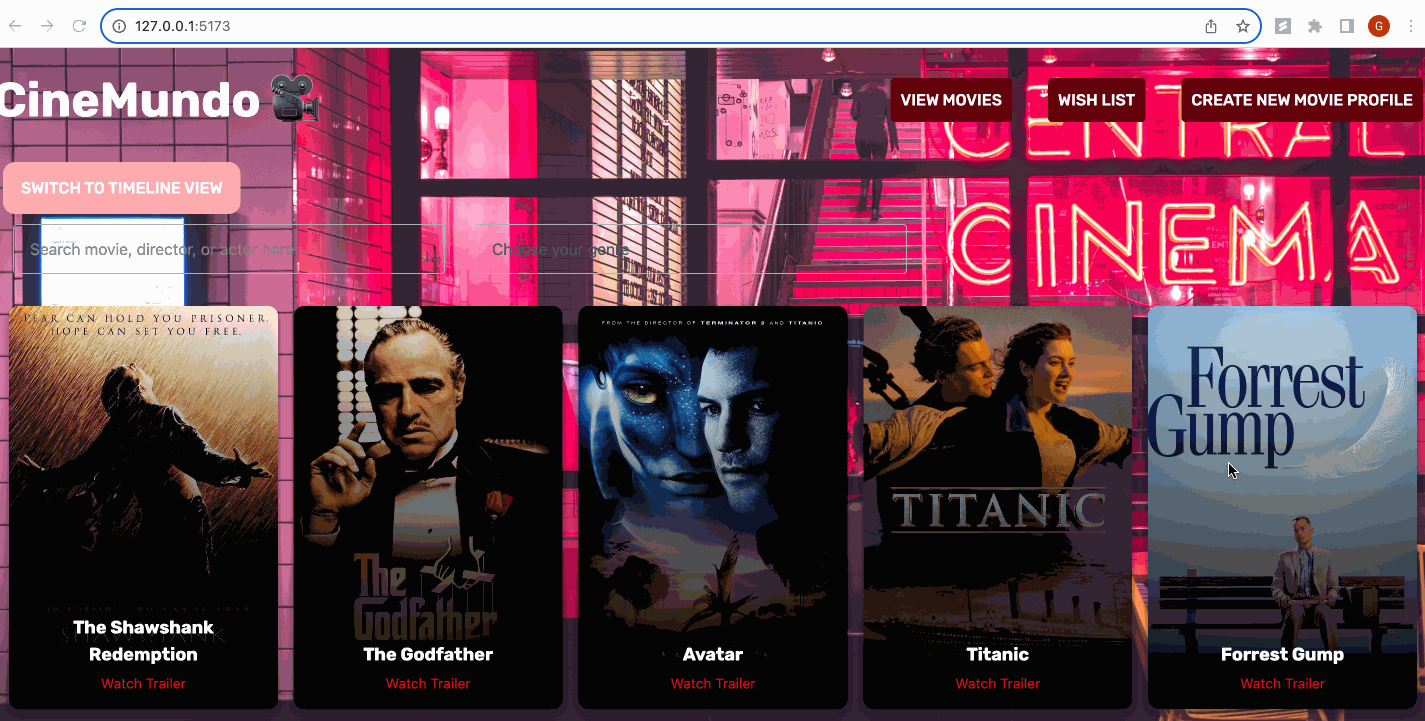 127.0.0.1:5173
G
CineMundo
VIEW MOVIES
WISH LIST
CREATE NEW MOVIE PROFILE
CENTRAL
SWITCH TO TIMELINE VIEW
CINEMA
Search movie, director, or actor here...
Choose your genre
FEAR CAN HOLD YOU PRISONER.
HOPE CAN SET YOU FREE.
FROM THE DIRECTOR OF TERMINATOR 2 AND TITANIC
Forrest
Gump
TITANIC
The
Godfather
The Shawshank
Redemption
The Godfather
Avatar
Titanic
Forrest Gump
Watch Trailer
Watch Trailer
Watch Trailer
Watch Trailer
Watch Trailer